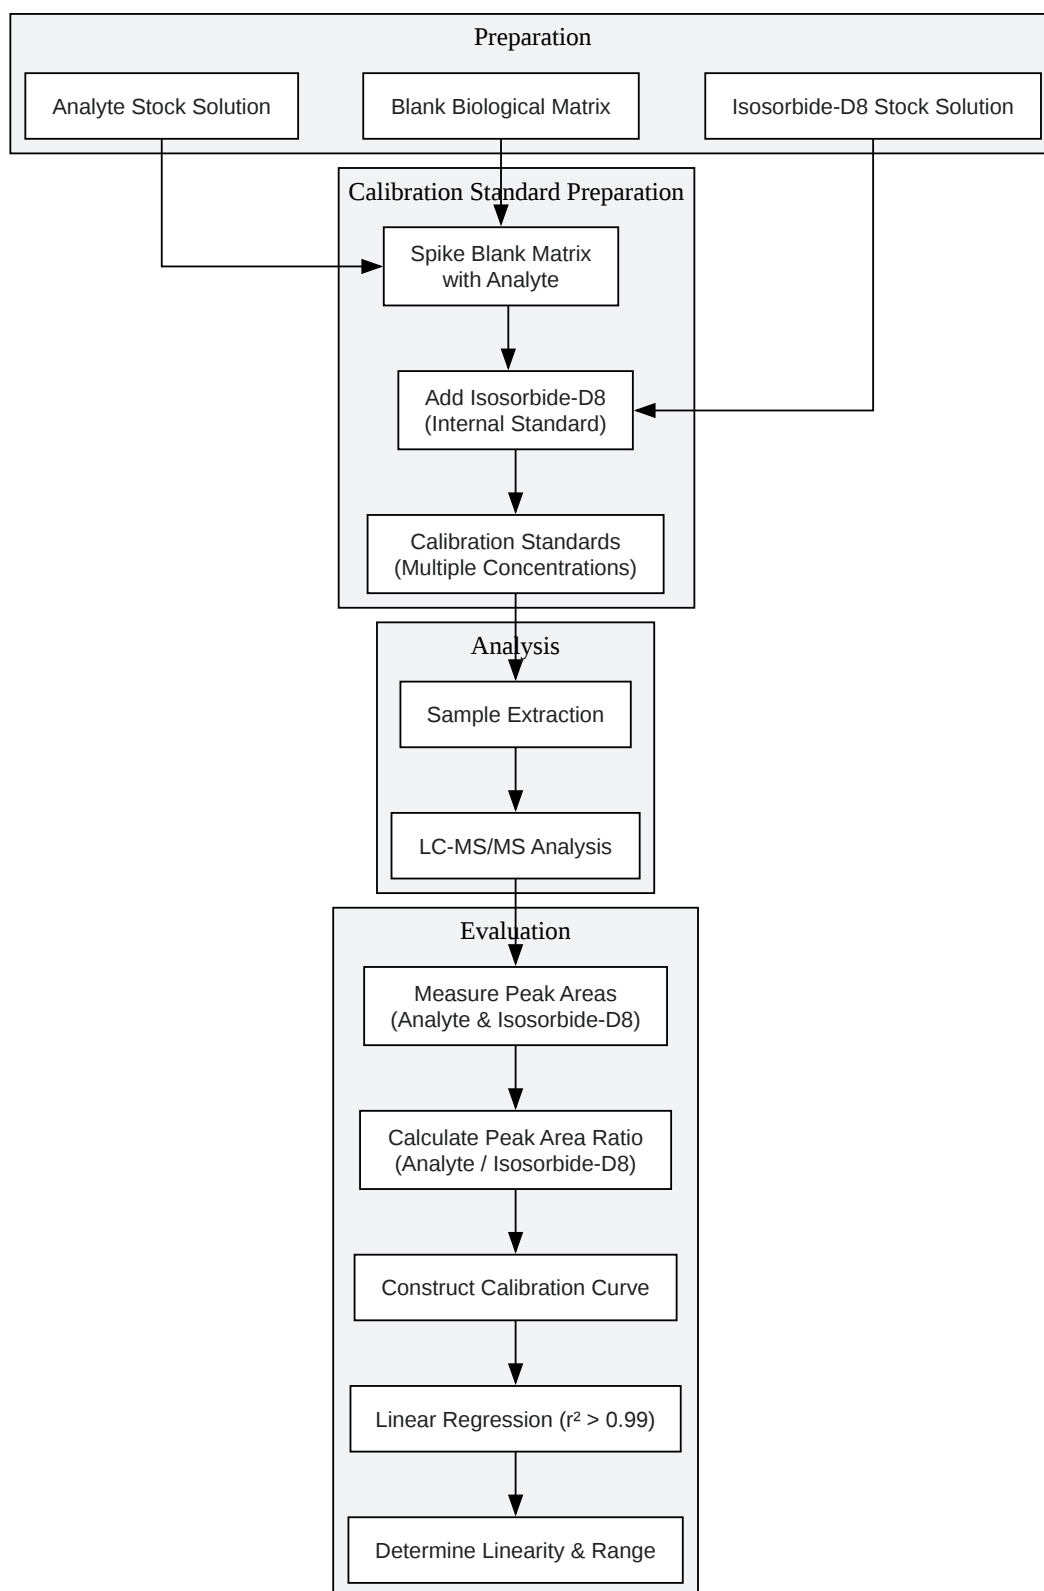 Preparation
Analyte Stock Solution
Blank Biological Matrix
Isosorbide-D8 Stock Solution
Calibration Standard Preparation
Spike Blank Matrix
with Analyte
Add Isosorbide-D8
(Internal Standard)
Calibration Standards
(Multiple Concentrations)
Analysis
Sample Extraction
LC-MS/MS Analysis
Evaluation
Measure Peak Areas
(Analyte & Isosorbide-D8)
Calculate Peak Area Ratio
(Analyte / Isosorbide-D8)
Construct Calibration Curve
Linear Regression (r² > 0.99)
Determine Linearity & Range